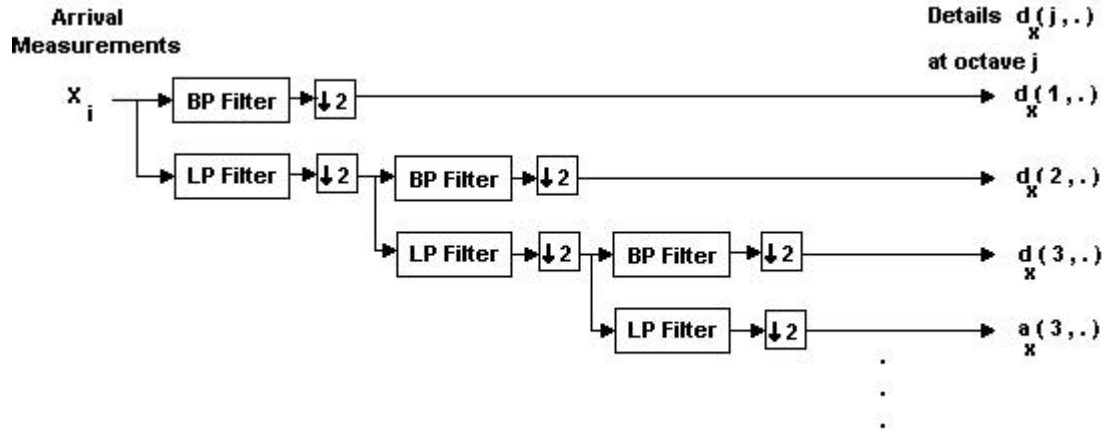 Arrival
Measurements
Details d (j,.)
x
at octave j
X
i
BP Filter
↓2
d (1,.)
x
LP Filter
↓2
BP Filter
↓2
d (2,.)
x
LP Filter
↓2
BP Filter
↓2
d (3,.)
x
LP Filter
↓2
a (3,.)
x
.
.
.